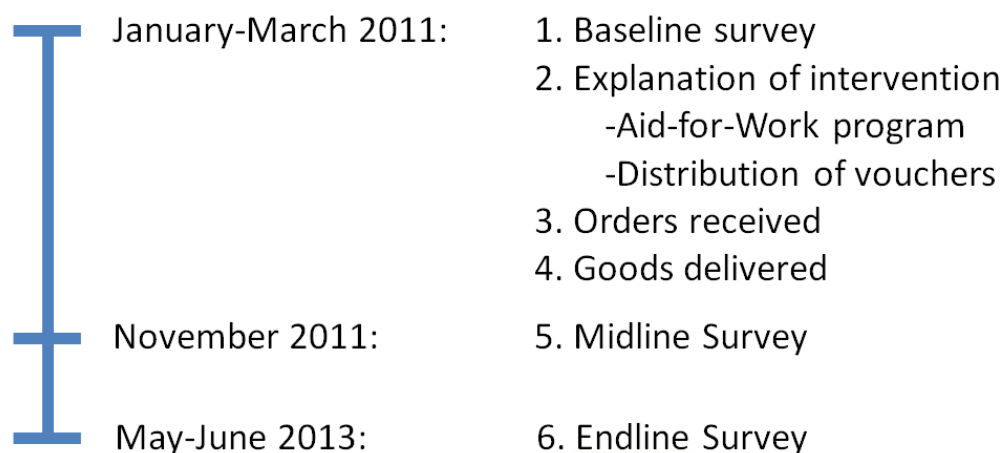 January-March 2011: 1. Baseline survey
2. Explanation of intervention
-Aid-for-Work program
-Distribution of vouchers
3. Orders received
4. Goods delivered
November 2011: 5. Midline Survey
May-June 2013: 6. Endline Survey